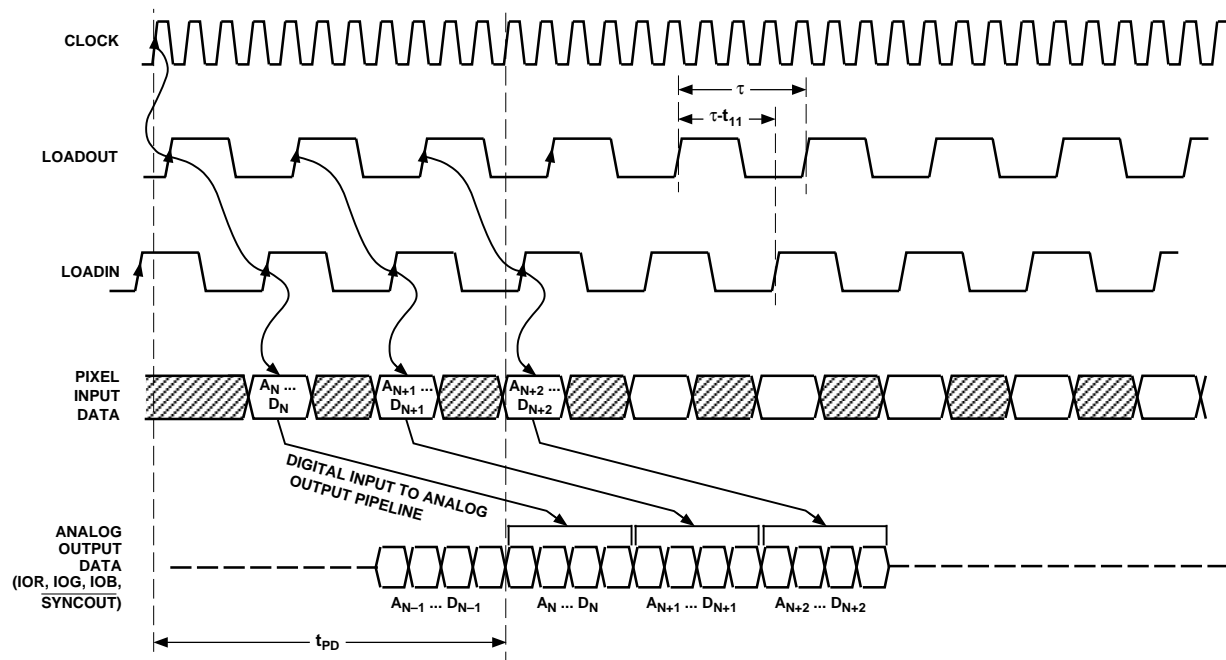 CLOCK
τ
τ-t11
LOADOUT
LOADIN
PIXEL
INPUT
DATA
AN ...
DN
AN+1 ...
DN+1
AN+2 ...
DN+2
DIGITAL INPUT TO ANALOG
OUTPUT PIPELINE
ANALOG
OUTPUT
DATA
(IOR, IOG, IOB,
SYNCOUT)
AN–1 ... DN–1
AN ... DN
AN+1 ... DN+1
AN+2 ... DN+2
tPD